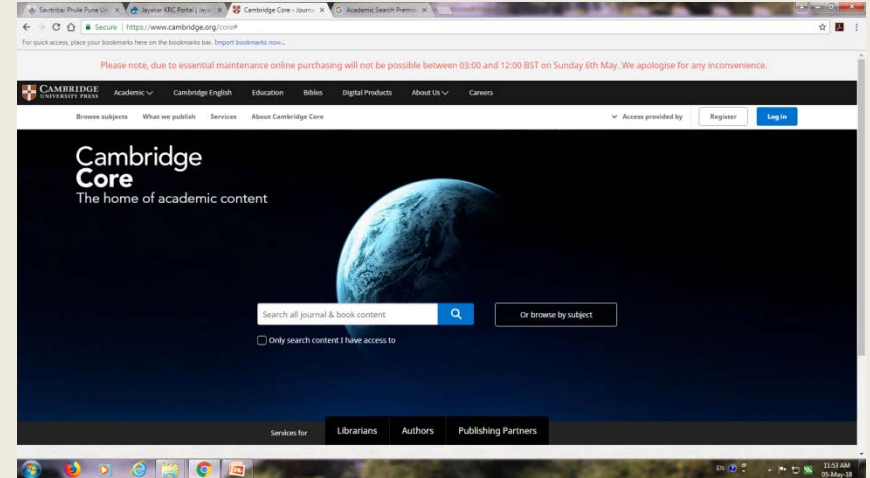 Savitribai Phule Pune Un
Jayakar KRC Portal | Jaya
Cambridge Core - Journa
Academic Search Premie
Secure | https://www.cambridge.org/core#
For quick access, place your bookmarks here on the bookmarks bar. Import bookmarks now...
Please note, due to essential maintenance online purchasing will not be possible between 03:00 and 12:00 BST on Sunday 6th May. We apologise for any inconvenience.
CAMBRIDGE UNIVERSITY PRESS Academic Cambridge English Education Bibles Digital Products About Us Careers
Browse subjects What we publish Services About Cambridge Core Access provided by Register Log in
Cambridge
Core
The home of academic content
Search all journal & book content Or browse by subject
Only search content I have access to
Services for Librarians Authors Publishing Partners
EN 11:53 AM
05-May-18